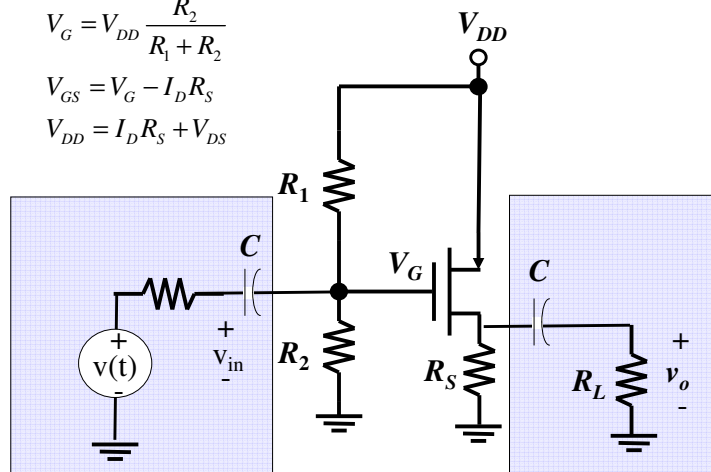 V_G = V_DD R_2 / (R_1 + R_2)
V_GS = V_G − I_D R_S
V_DD = I_D R_S + V_DS
V_DD
R_1
C
V_G
C
+
v(t)
-
+
v_in
-
R_2
R_S
R_L
+
v_o
-